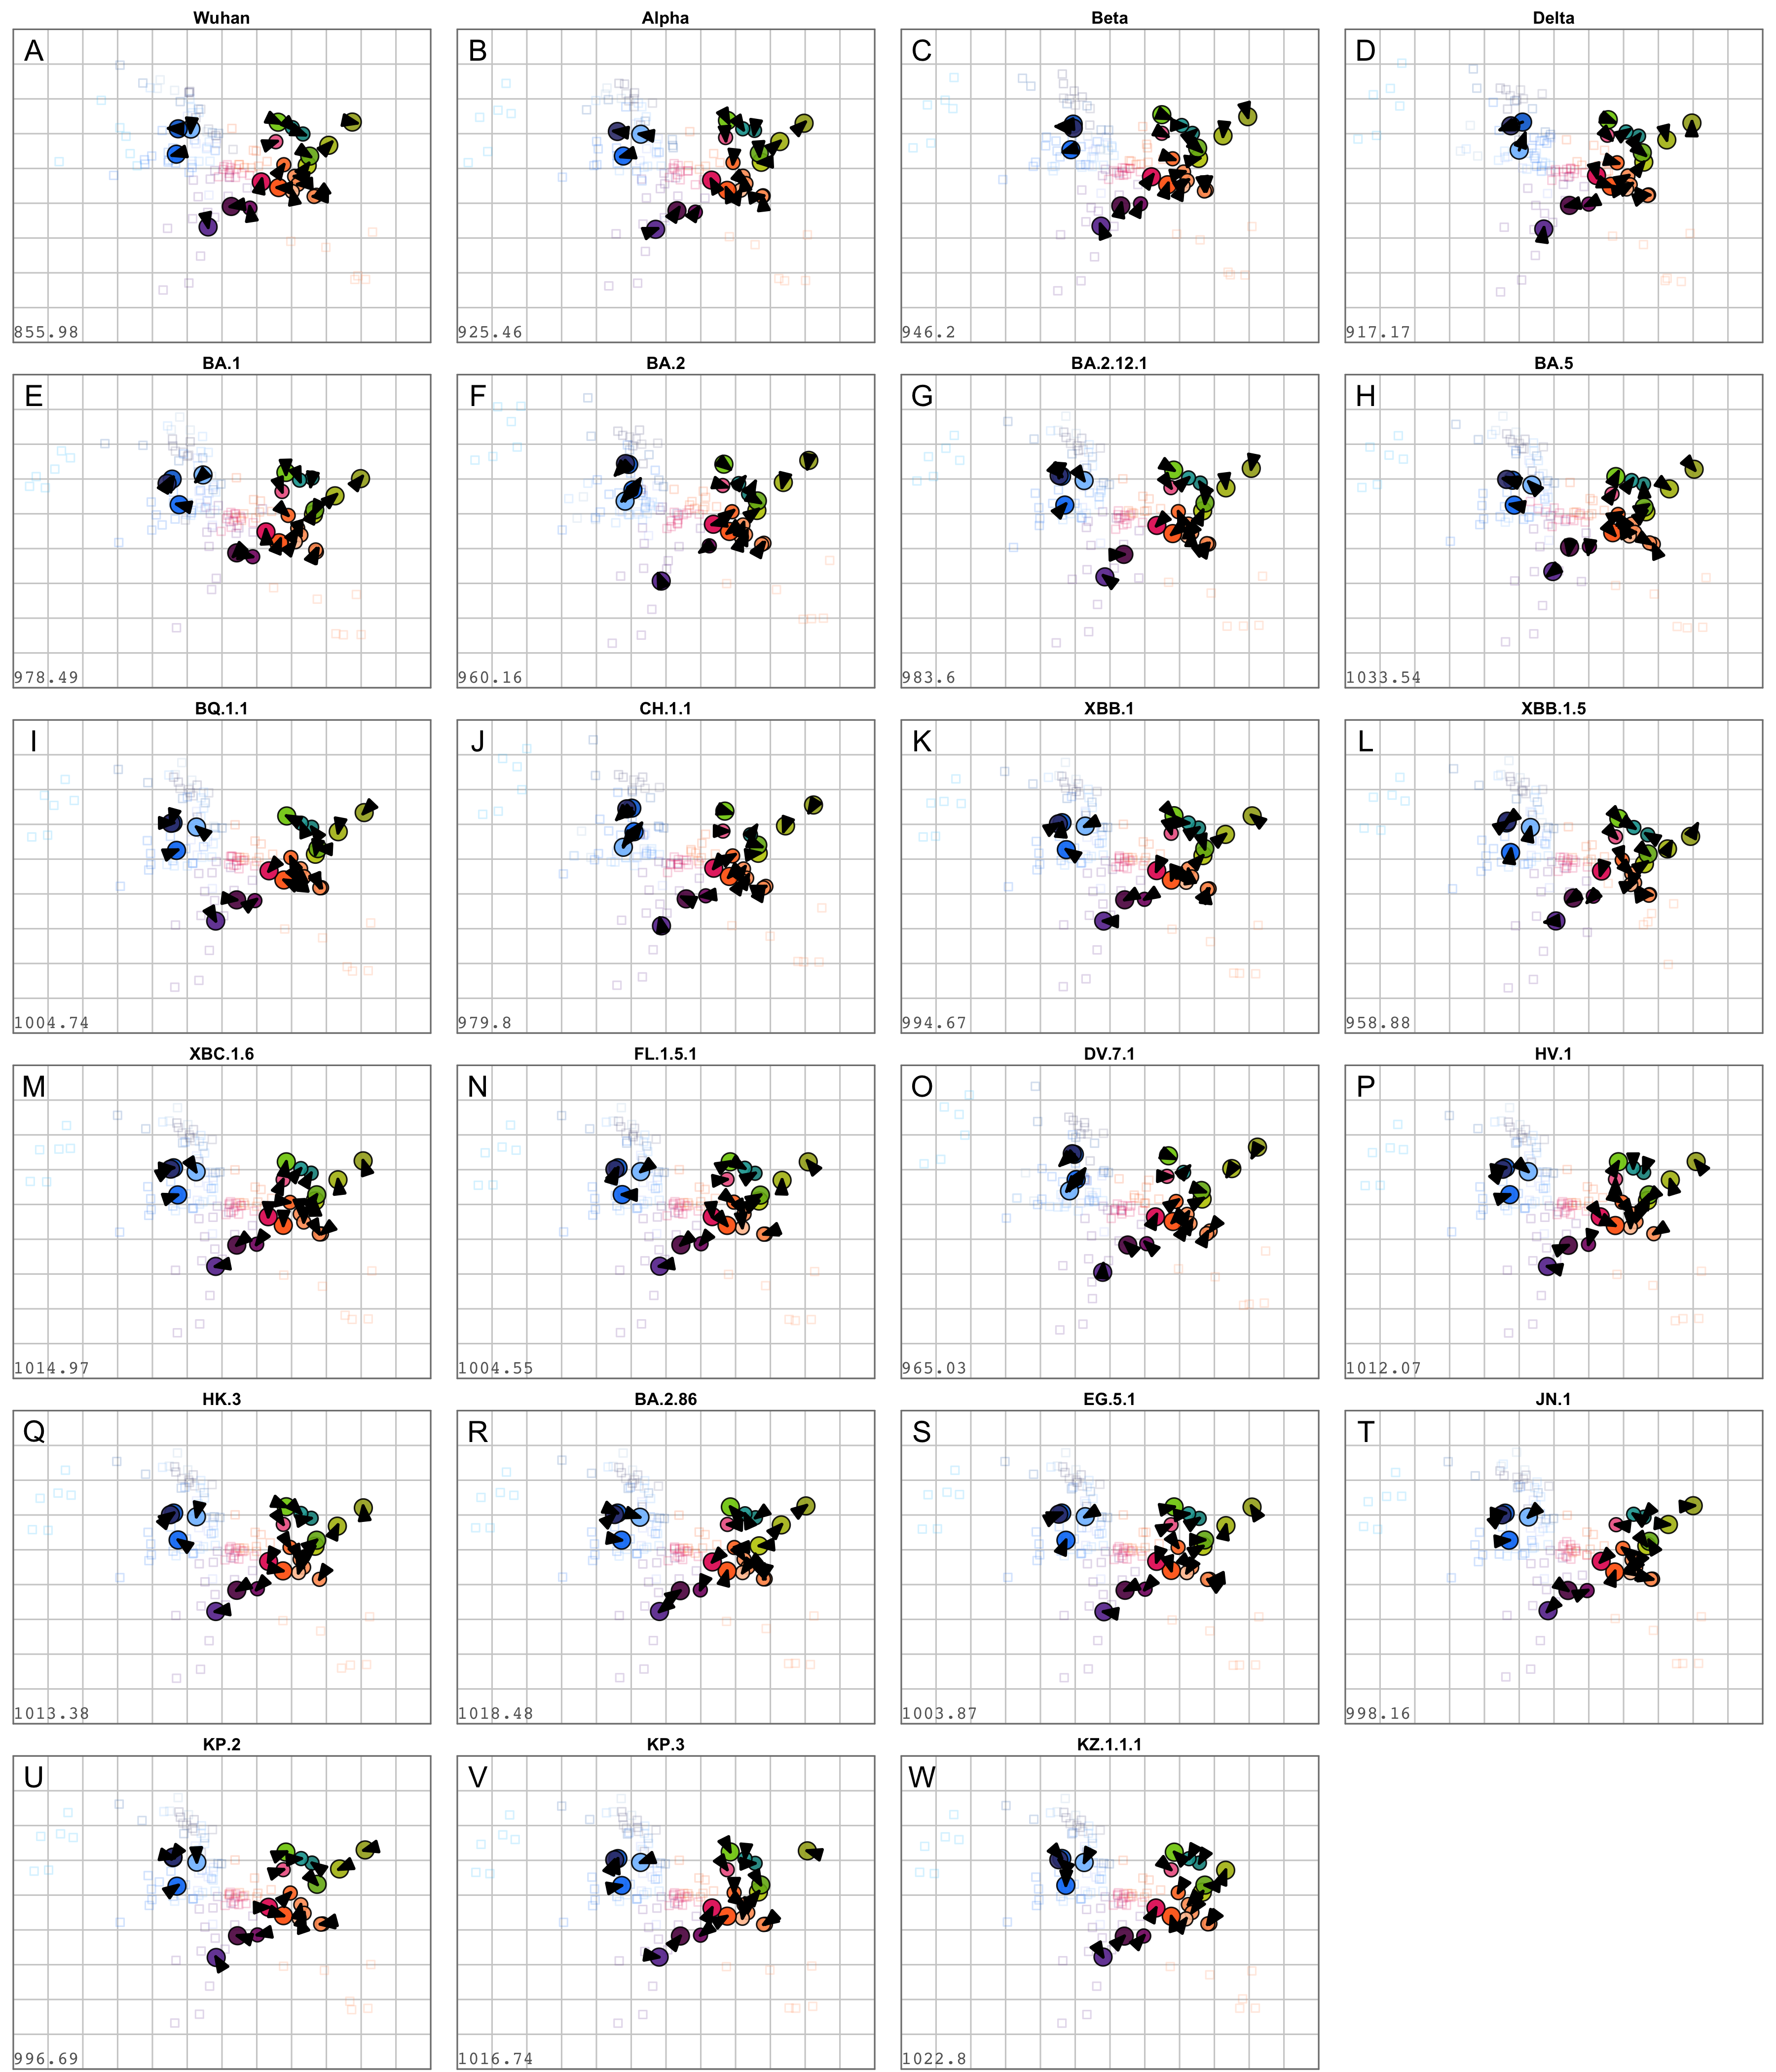 Wuhan Alpha Beta Delta
A B C D
855.98 925.46 946.2 917.17
BA.1 BA.2 BA.2.12.1 BA.5
E F G H
978.49 960.16 983.6 1033.54
BQ.1.1 CH.1.1 XBB.1 XBB.1.5
I J K L
1004.74 979.8 994.67 958.88
XBC.1.6 FL.1.5.1 DV.7.1 HV.1
M N O P
1014.97 1004.55 965.03 1012.07
HK.3 BA.2.86 EG.5.1 JN.1
Q R S T
1013.38 1018.48 1003.87 998.16
KP.2 KP.3 KZ.1.1.1
U V W
996.69 1016.74 1022.8